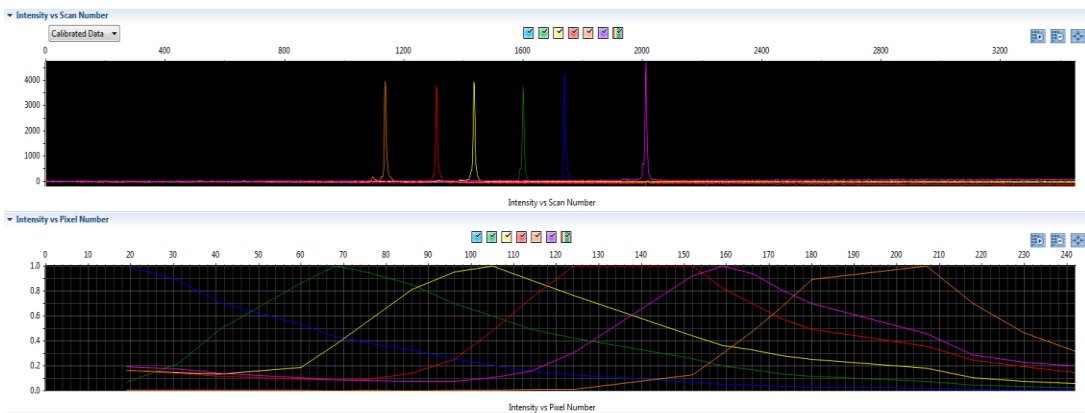 Intensity vs Scan Number
Calibrated Data
0 400 800 1200 1600 2000 2400 2800 3200
4000
3000
2000
1000
0
Intensity vs Scan Number
Intensity vs Pixel Number
0 10 20 30 40 50 60 70 80 90 100 110 120 130 140 150 160 170 180 190 200 210 220 230 240
1.0
0.8
0.6
0.4
0.2
0.0
Intensity vs Pixel Number